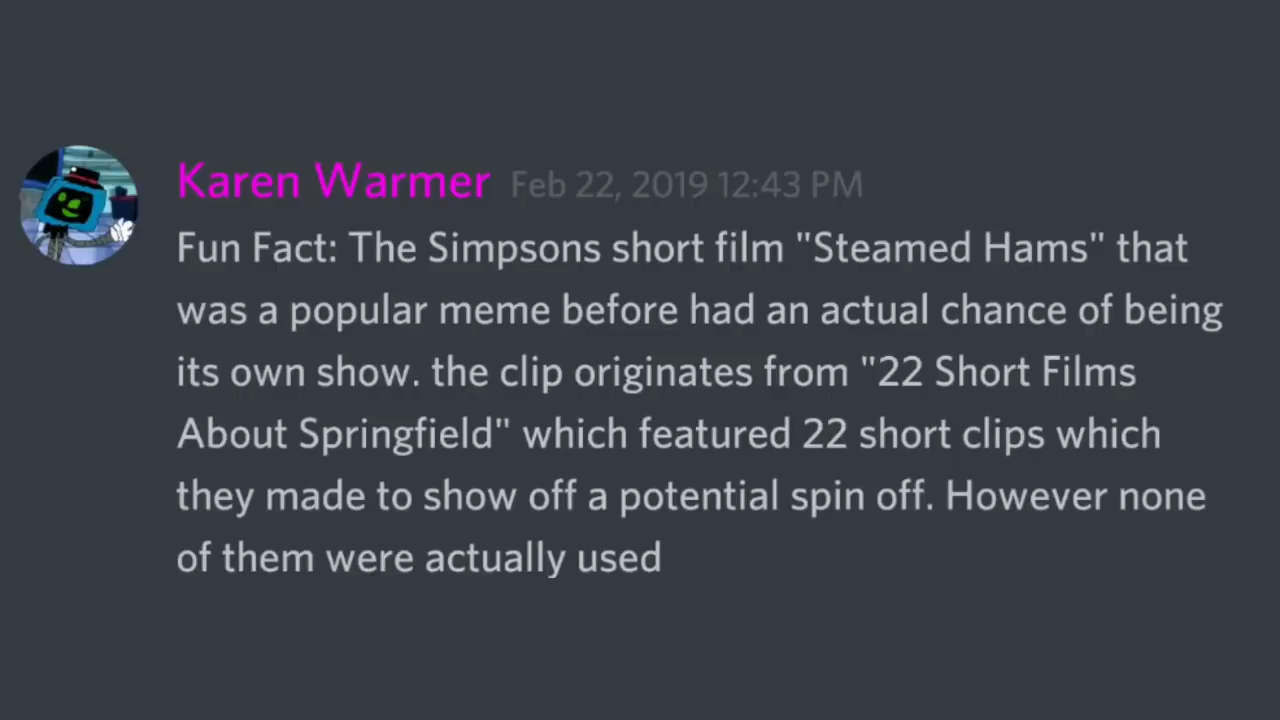 Karen Warmer Feb 22, 2019 12:43 PM
Fun Fact: The Simpsons short film "Steamed Hams" that
was a popular meme before had an actual chance of being
its own show. the clip originates from "22 Short Films
About Springfield" which featured 22 short clips which
they made to show off a potential spin off. However none
of them were actually used